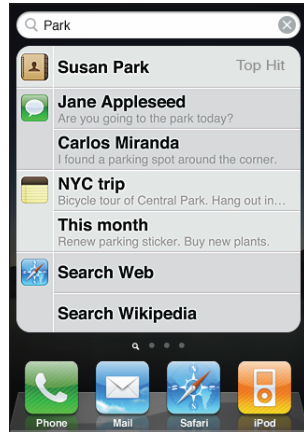 Park
Susan Park Top Hit
Jane Appleseed
Are you going to the park today?
Carlos Miranda
I found a parking spot around the corner.
NYC trip
Bicycle tour of Central Park. Hang out in…
This month
Renew parking sticker. Buy new plants.
Search Web
Search Wikipedia
Phone Mail Safari iPod